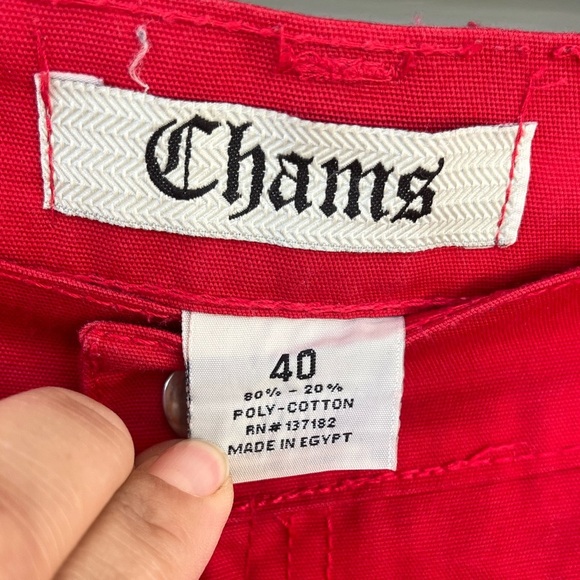 Chams
40
80% - 20%
POLY-COTTON
RN# 137182
MADE IN EGYPT